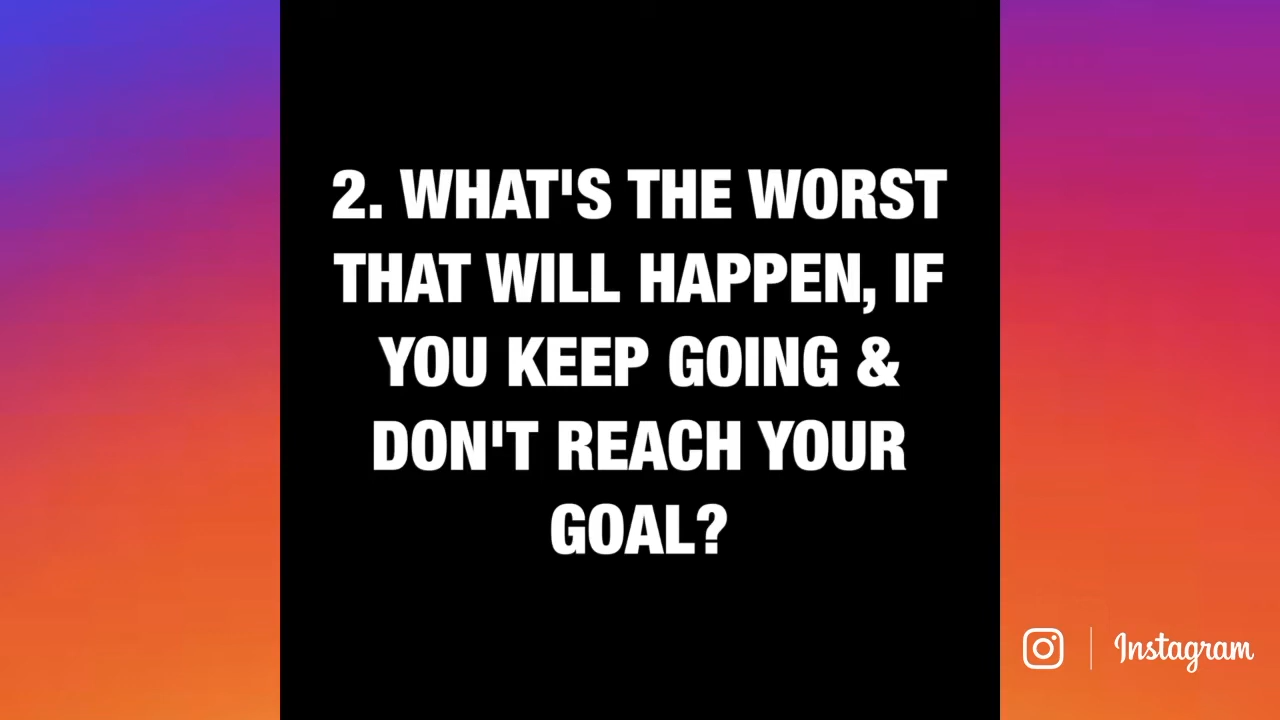 2. WHAT'S THE WORST
THAT WILL HAPPEN, IF
YOU KEEP GOING &
DON'T REACH YOUR
GOAL?
Instagram